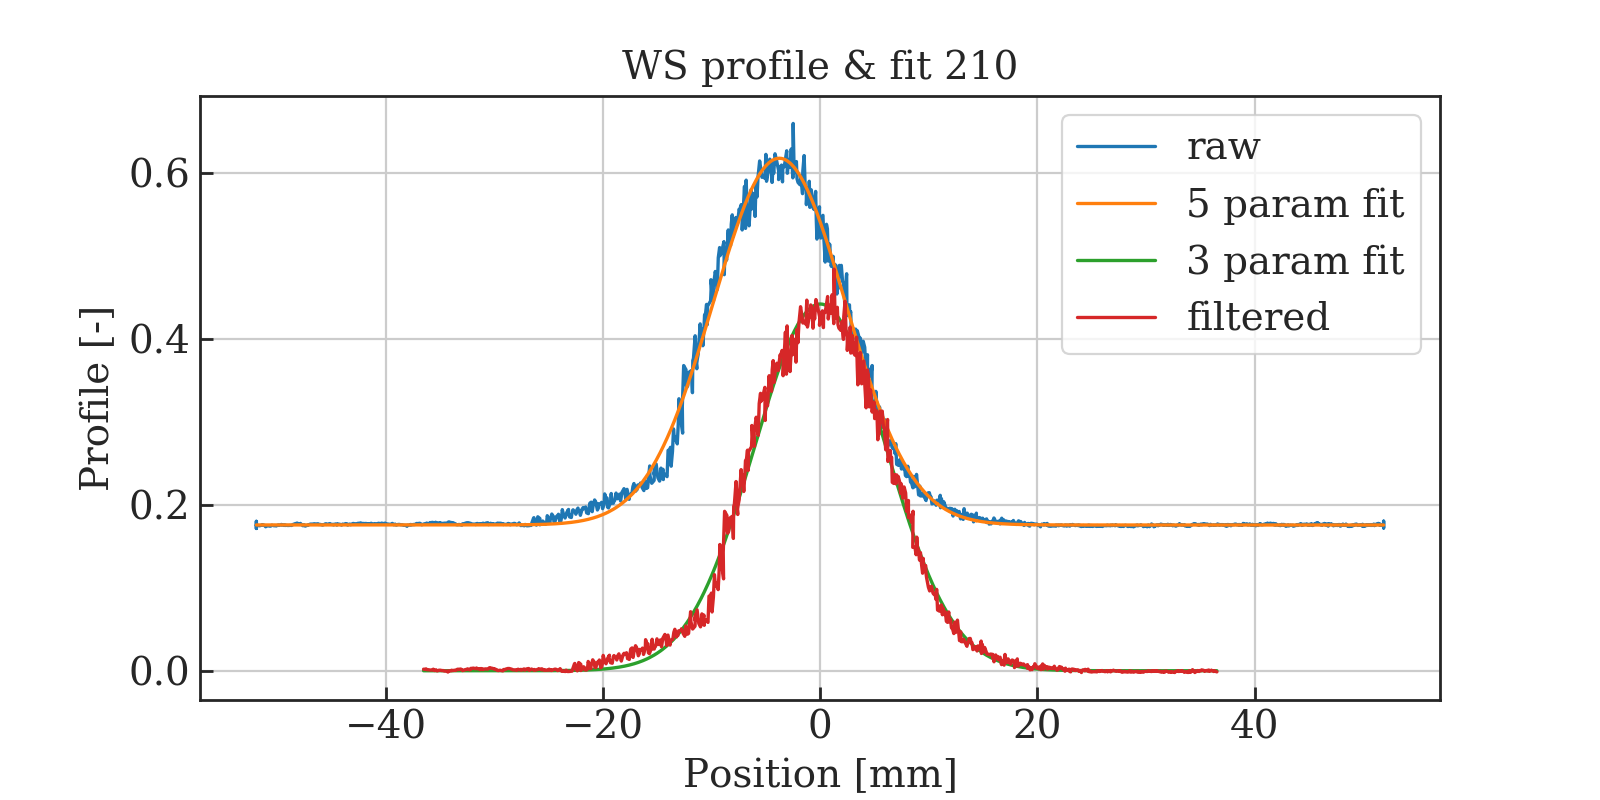 WS profile & fit 210
raw
5 param fit
3 param fit
filtered
Profile [-]
0.6
0.4
0.2
0.0
−40
−20
0
20
40
Position [mm]